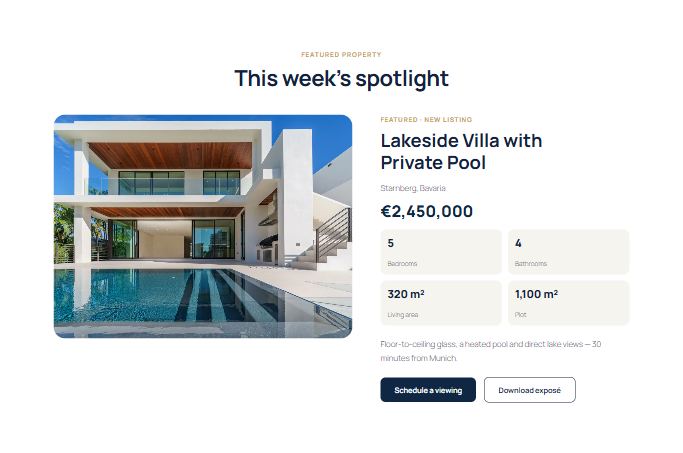 FEATURED PROPERTY
This week's spotlight
FEATURED · NEW LISTING
Lakeside Villa with
Private Pool
Starnberg, Bavaria
€2,450,000
5
Bedrooms
4
Bathrooms
320 m²
Living area
1,100 m²
Plot
Floor-to-ceiling glass, a heated pool and direct lake views — 30
minutes from Munich.
Schedule a viewing
Download exposé